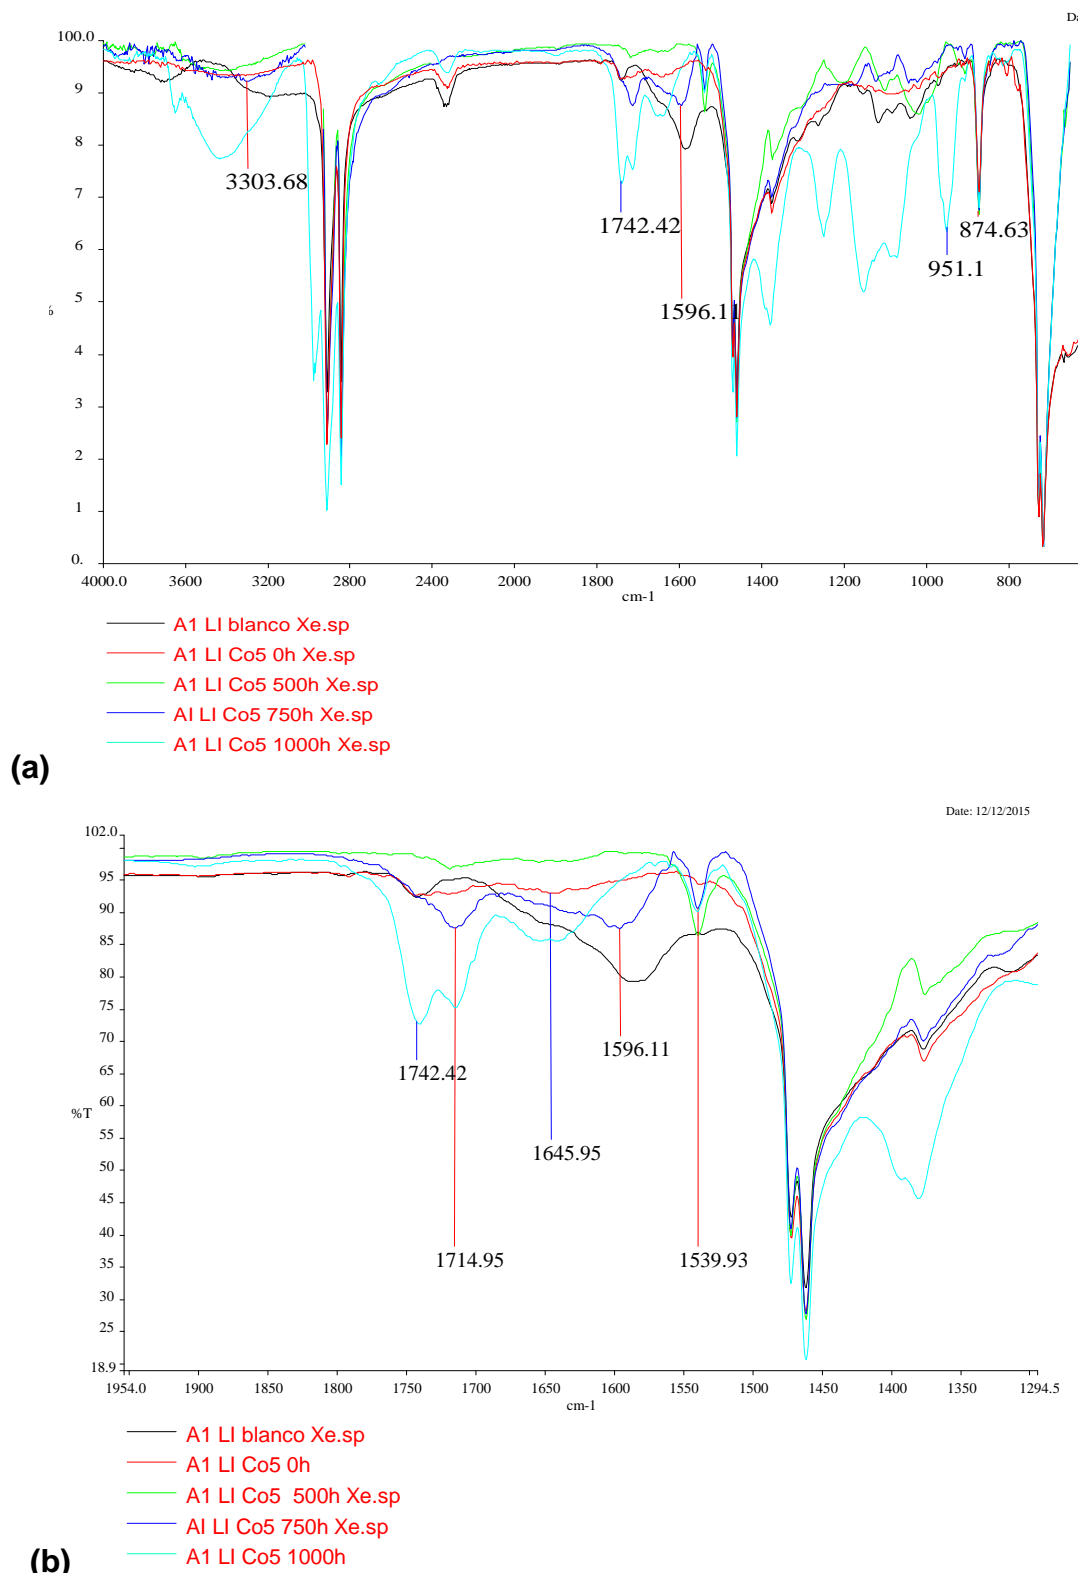 Da
100.0
9
8
7
6
5
4
3
2
1
0.
%
3303.68
1742.42
1596.11
951.1
874.63
4000.0 3600 3200 2800 2400 2000 1800 1600 1400 1200 1000 800
cm-1
A1 LI blanco Xe.sp
A1 LI Co5 0h Xe.sp
A1 LI Co5 500h Xe.sp
AI LI Co5 750h Xe.sp
A1 LI Co5 1000h Xe.sp
(a)
Date: 12/12/2015
102.0
95
90
85
80
75
70
65
60
55
50
45
40
35
30
25
18.9
%T
1742.42
1714.95
1645.95
1596.11
1539.93
1954.0 1900 1850 1800 1750 1700 1650 1600 1550 1500 1450 1400 1350 1294.5
cm-1
A1 LI blanco Xe.sp
A1 LI Co5 0h
A1 LI Co5 500h Xe.sp
AI LI Co5 750h Xe.sp
A1 LI Co5 1000h
(b)